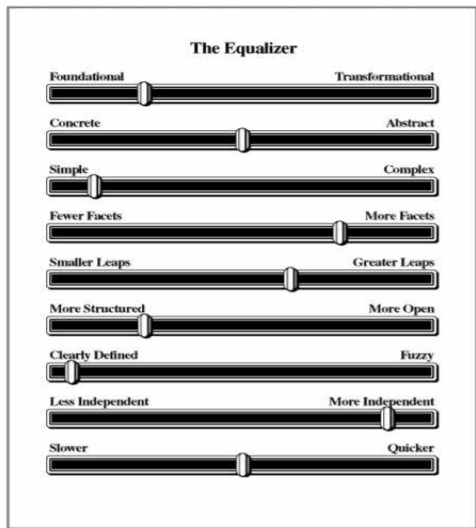 The Equalizer
Foundational Transformational
Concrete Abstract
Simple Complex
Fewer Facets More Facets
Smaller Leaps Greater Leaps
More Structured More Open
Clearly Defined Fuzzy
Less Independent More Independent
Slower Quicker